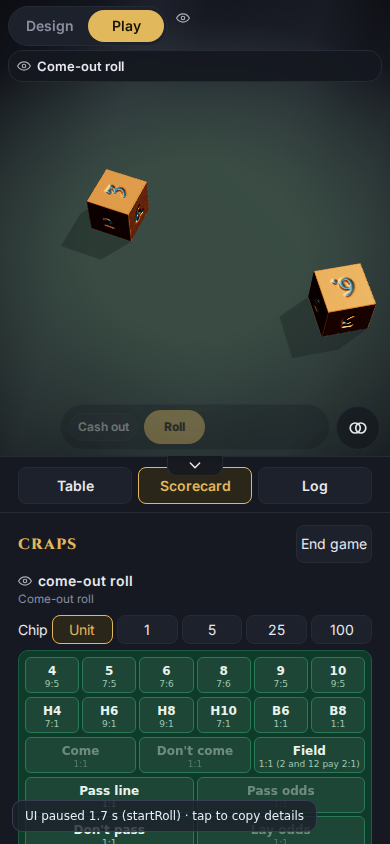 Design Play
Come-out roll
3
6.
Cash out Roll
Table Scorecard Log
CRAPS End game
come-out roll
Come-out roll
Chip Unit 1 5 25 100
4 5 6 8 9 10
9:5 7:5 7:6 7:6 7:5 9:5
H4 H6 H8 H10 B6 B8
7:1 9:1 9:1 7:1 1:1 1:1
Come Don't come Field
1:1 1:1 1:1 (2 and 12 pay 2:1)
Pass line Pass odds
UI paused 1.7 s (startRoll) · tap to copy details
Don't pass Lay odds
1:1